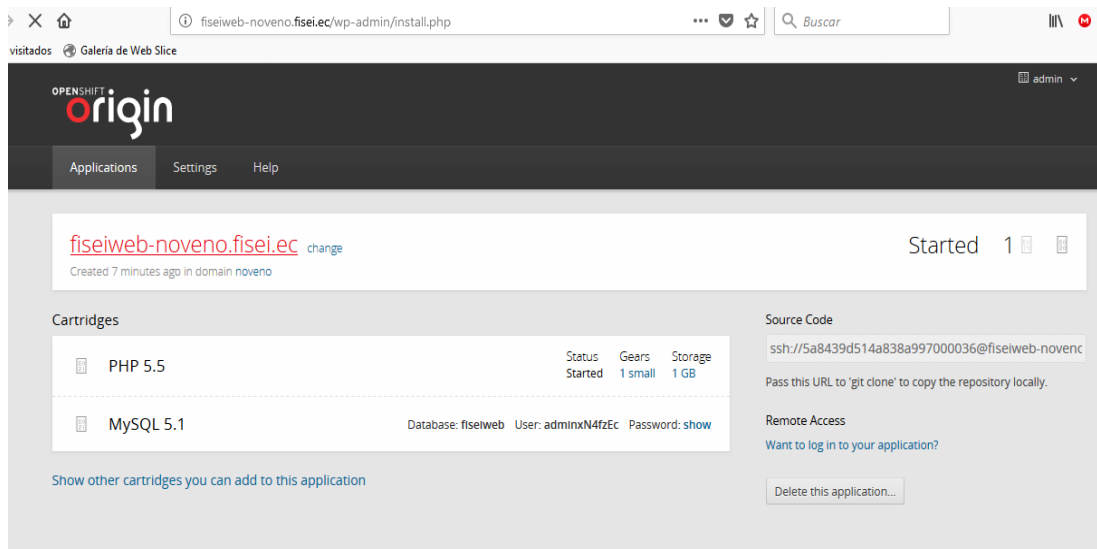 fiseiweb-noveno.fisei.ec/wp-admin/install.php
Buscar
visitados Galería de Web Slice
OPENSHIFT
origin
admin
Applications Settings Help
fiseiweb-noveno.fisei.ec change
Started 1
Created 7 minutes ago in domain noveno
Cartridges
PHP 5.5
Status Gears Storage
Started 1 small 1 GB
MySQL 5.1
Database: fiseiweb User: adminxN4fzEc Password: show
Show other cartridges you can add to this application
Source Code
ssh://5a8439d514a838a997000036@fiseiweb-noveno
Pass this URL to 'git clone' to copy the repository locally.
Remote Access
Want to log in to your application?
Delete this application...